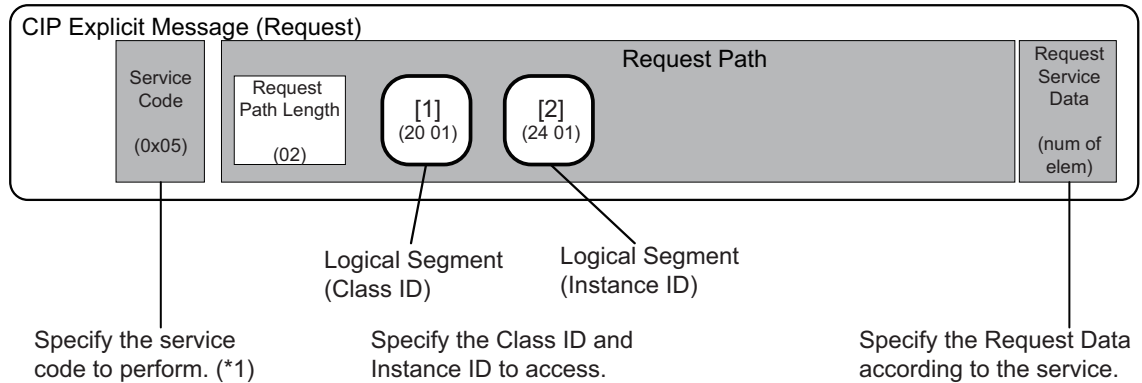 CIP Explicit Message (Request)
Service
Code
(0x05)
Request Path
Request
Path Length
(02)
[1]
(20 01)
[2]
(24 01)
Request
Service
Data
(num of
elem)
Logical Segment
(Class ID)
Logical Segment
(Instance ID)
Specify the service
code to perform. (*1)
Specify the Class ID and
Instance ID to access.
Specify the Request Data
according to the service.